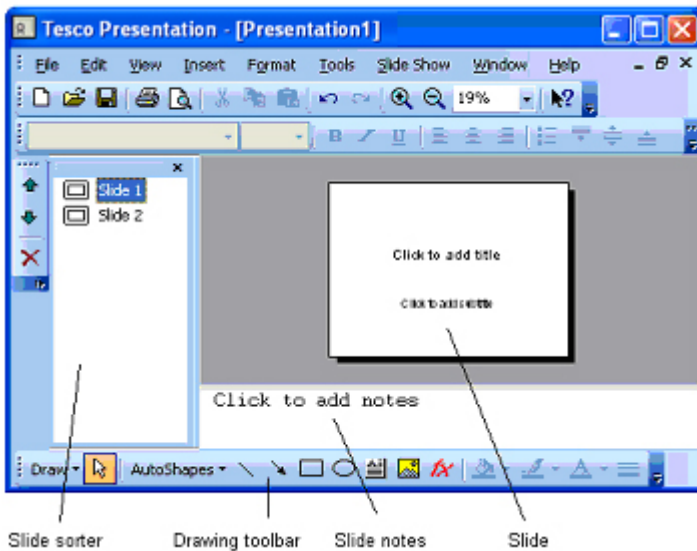 Tesco Presentation - [Presentation1]
File Edit View Insert Format Tools Slide Show Window Help
19%
B I U
Slide 1
Slide 2
Click to add title
Click to add subtitle
Click to add notes
Draw AutoShapes fx A
Slide sorter Drawing toolbar Slide notes Slide